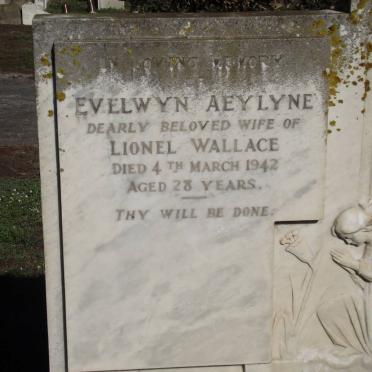 IN LOVING MEMORY
EVELWYN AEYLYNE
DEARLY BELOVED WIFE OF
LIONEL WALLACE
DIED 4TH MARCH 1942
AGED 28 YEARS.
THY WILL BE DONE.